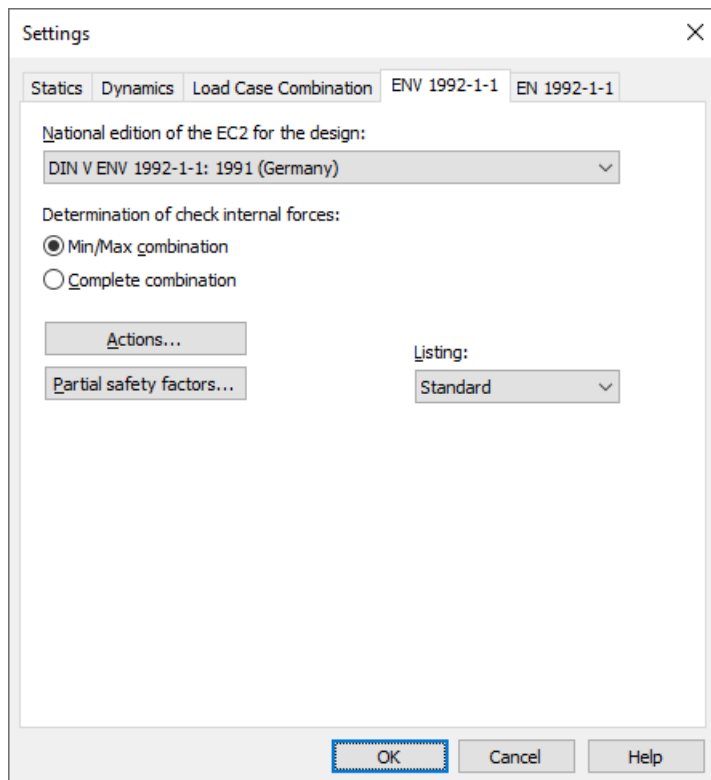 Settings
Statics Dynamics Load Case Combination ENV 1992-1-1 EN 1992-1-1
National edition of the EC2 for the design:
DIN V ENV 1992-1-1: 1991 (Germany)
Determination of check internal forces:
Min/Max combination
Complete combination
Actions...
Listing:
Partial safety factors...
Standard
OK Cancel Help